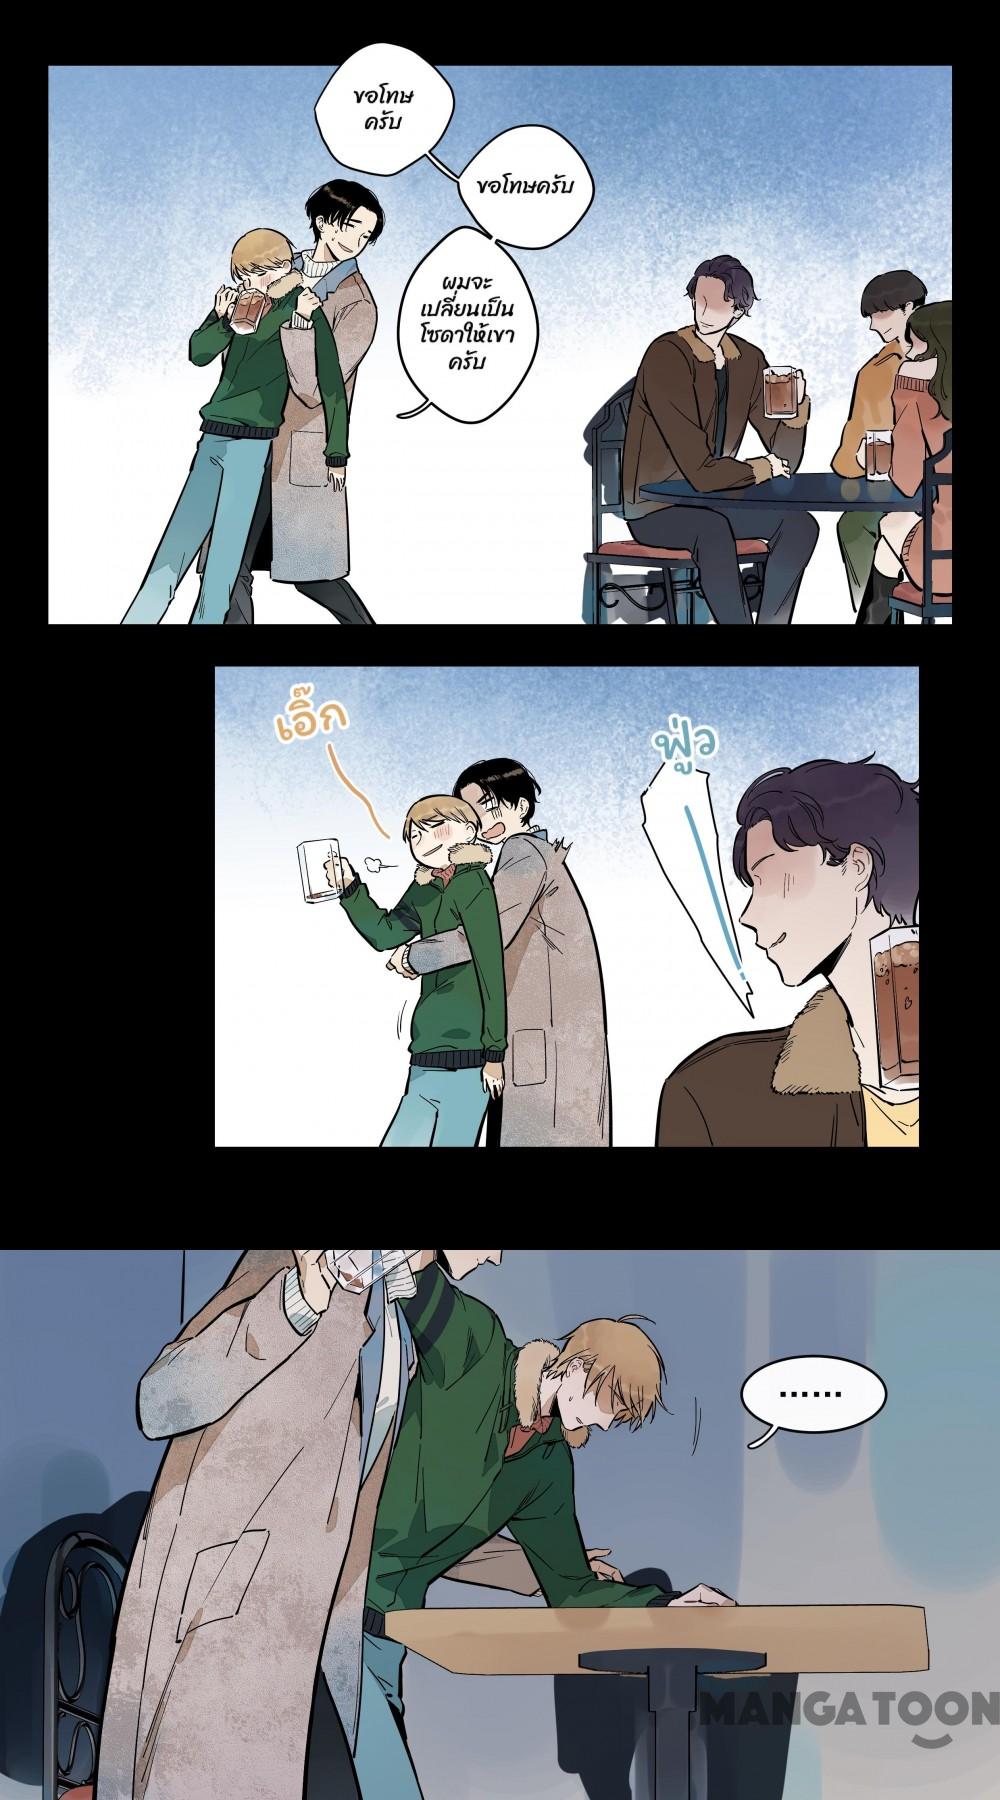 ขอโทษ
ครับ
ขอโทษครับ
ผมจะ
เปลี่ยนเป็น
โซดาให้เขา
ครับ
เอิ๊ก
ฟู่ว
......
MANGATOON